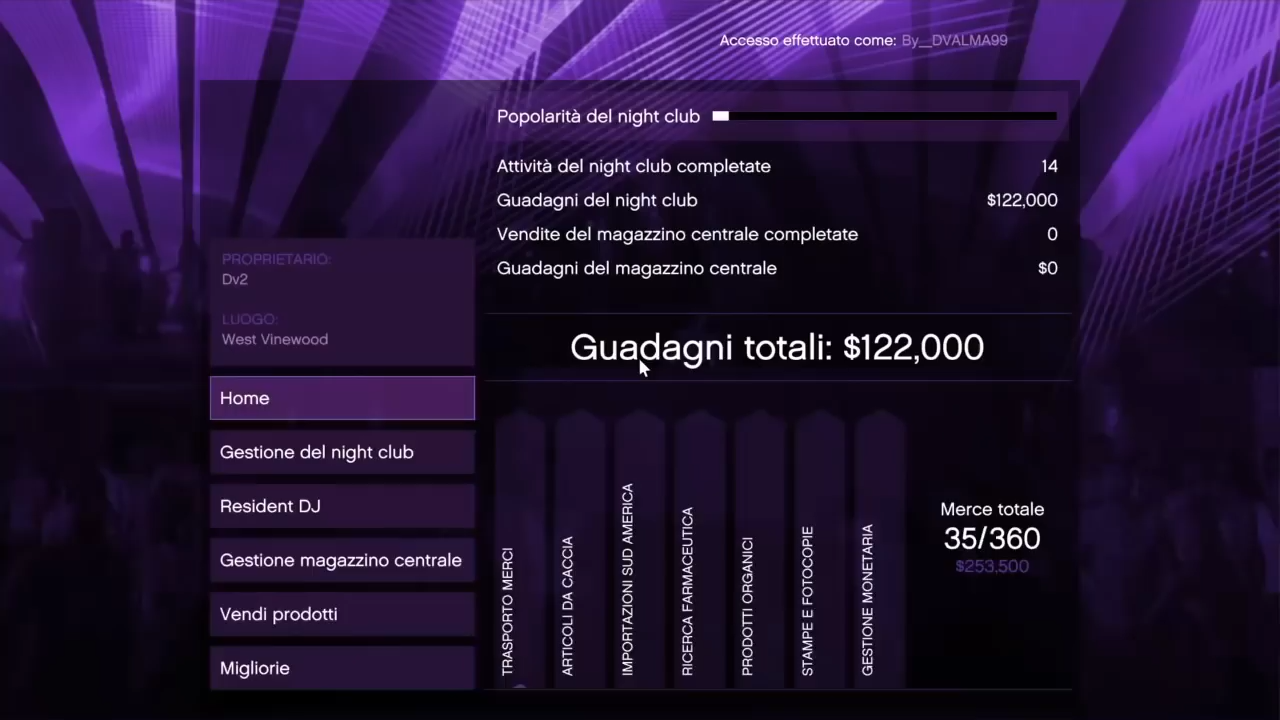 Accesso effettuato come: By__DVALMA99
Popolarità del night club
Attività del night club completate 14
Guadagni del night club $122,000
Vendite del magazzino centrale completate 0
Guadagni del magazzino centrale $0
PROPRIETARIO:
Dv2
LUOGO:
West Vinewood
Guadagni totali: $122,000
Home
Gestione del night club
Resident DJ
Gestione magazzino centrale
Vendi prodotti
Migliorie
TRASPORTO MERCI
ARTICOLI DA CACCIA
IMPORTAZIONI SUD AMERICA
RICERCA FARMACEUTICA
PRODOTTI ORGANICI
STAMPE E FOTOCOPIE
GESTIONE MONETARIA
Merce totale
35/360
$253,500